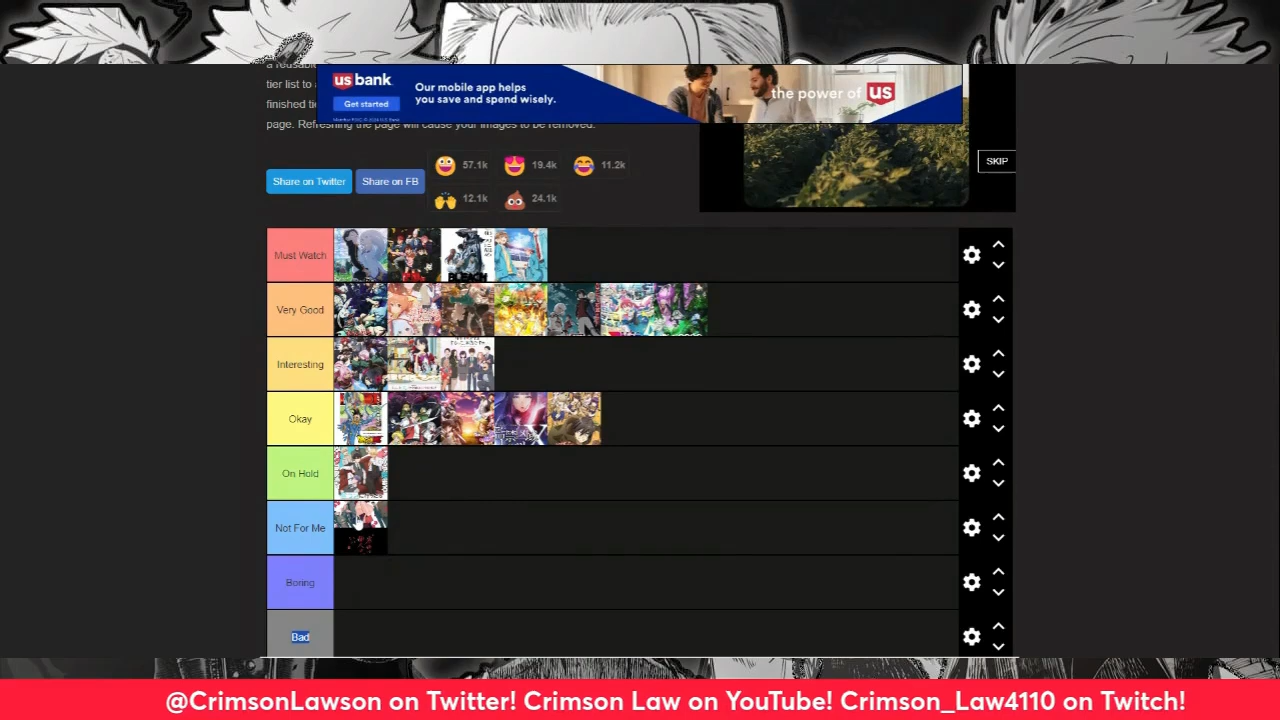 a reusable
tier list to
finished tie
page. Refreshing the page will cause your images to be removed.
us bank
Get started
Our mobile app helps
you save and spend wisely.
the power of us
SKIP
Share on Twitter
Share on FB
57.1k
19.4k
11.2k
12.1k
24.1k
Must Watch
BLEACH
Very Good
Interesting
Okay
On Hold
Not For Me
Boring
Bad
@CrimsonLawson on Twitter! Crimson Law on YouTube! Crimson_Law4110 on Twitch!